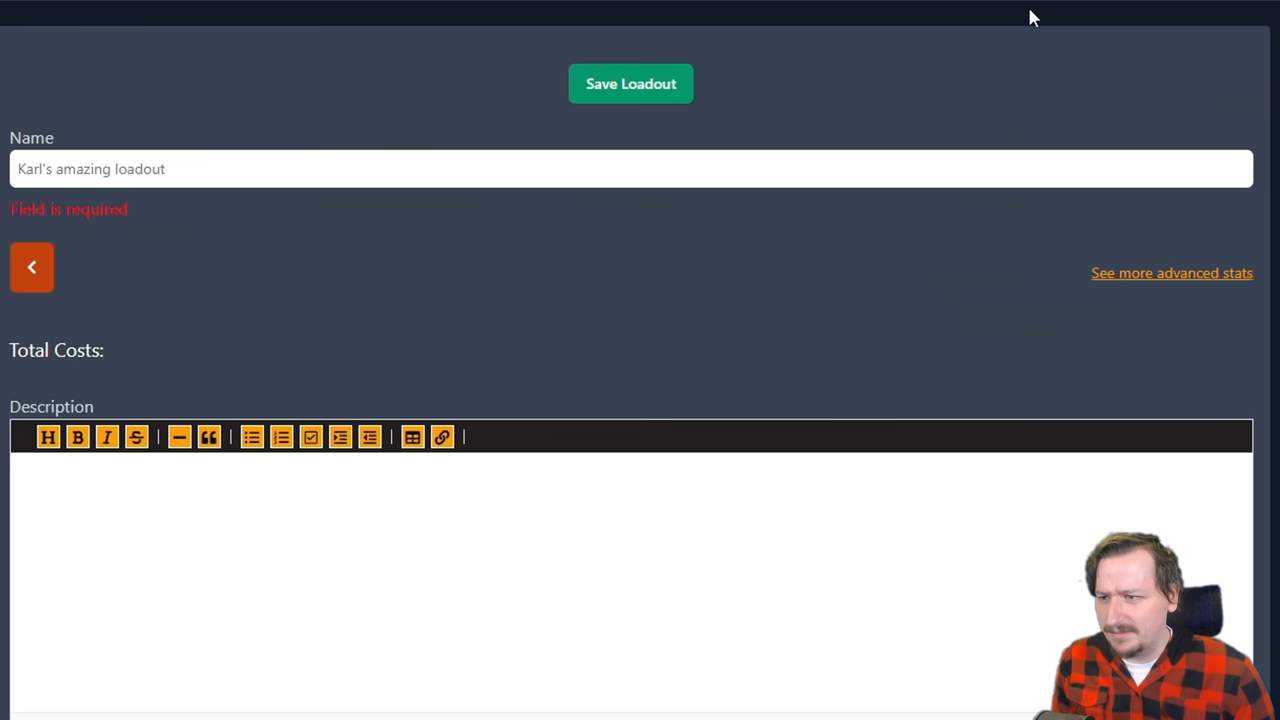 Save Loadout
Name
Karl's amazing loadout
Field is required
See more advanced stats
Total Costs:
Description
H B I S